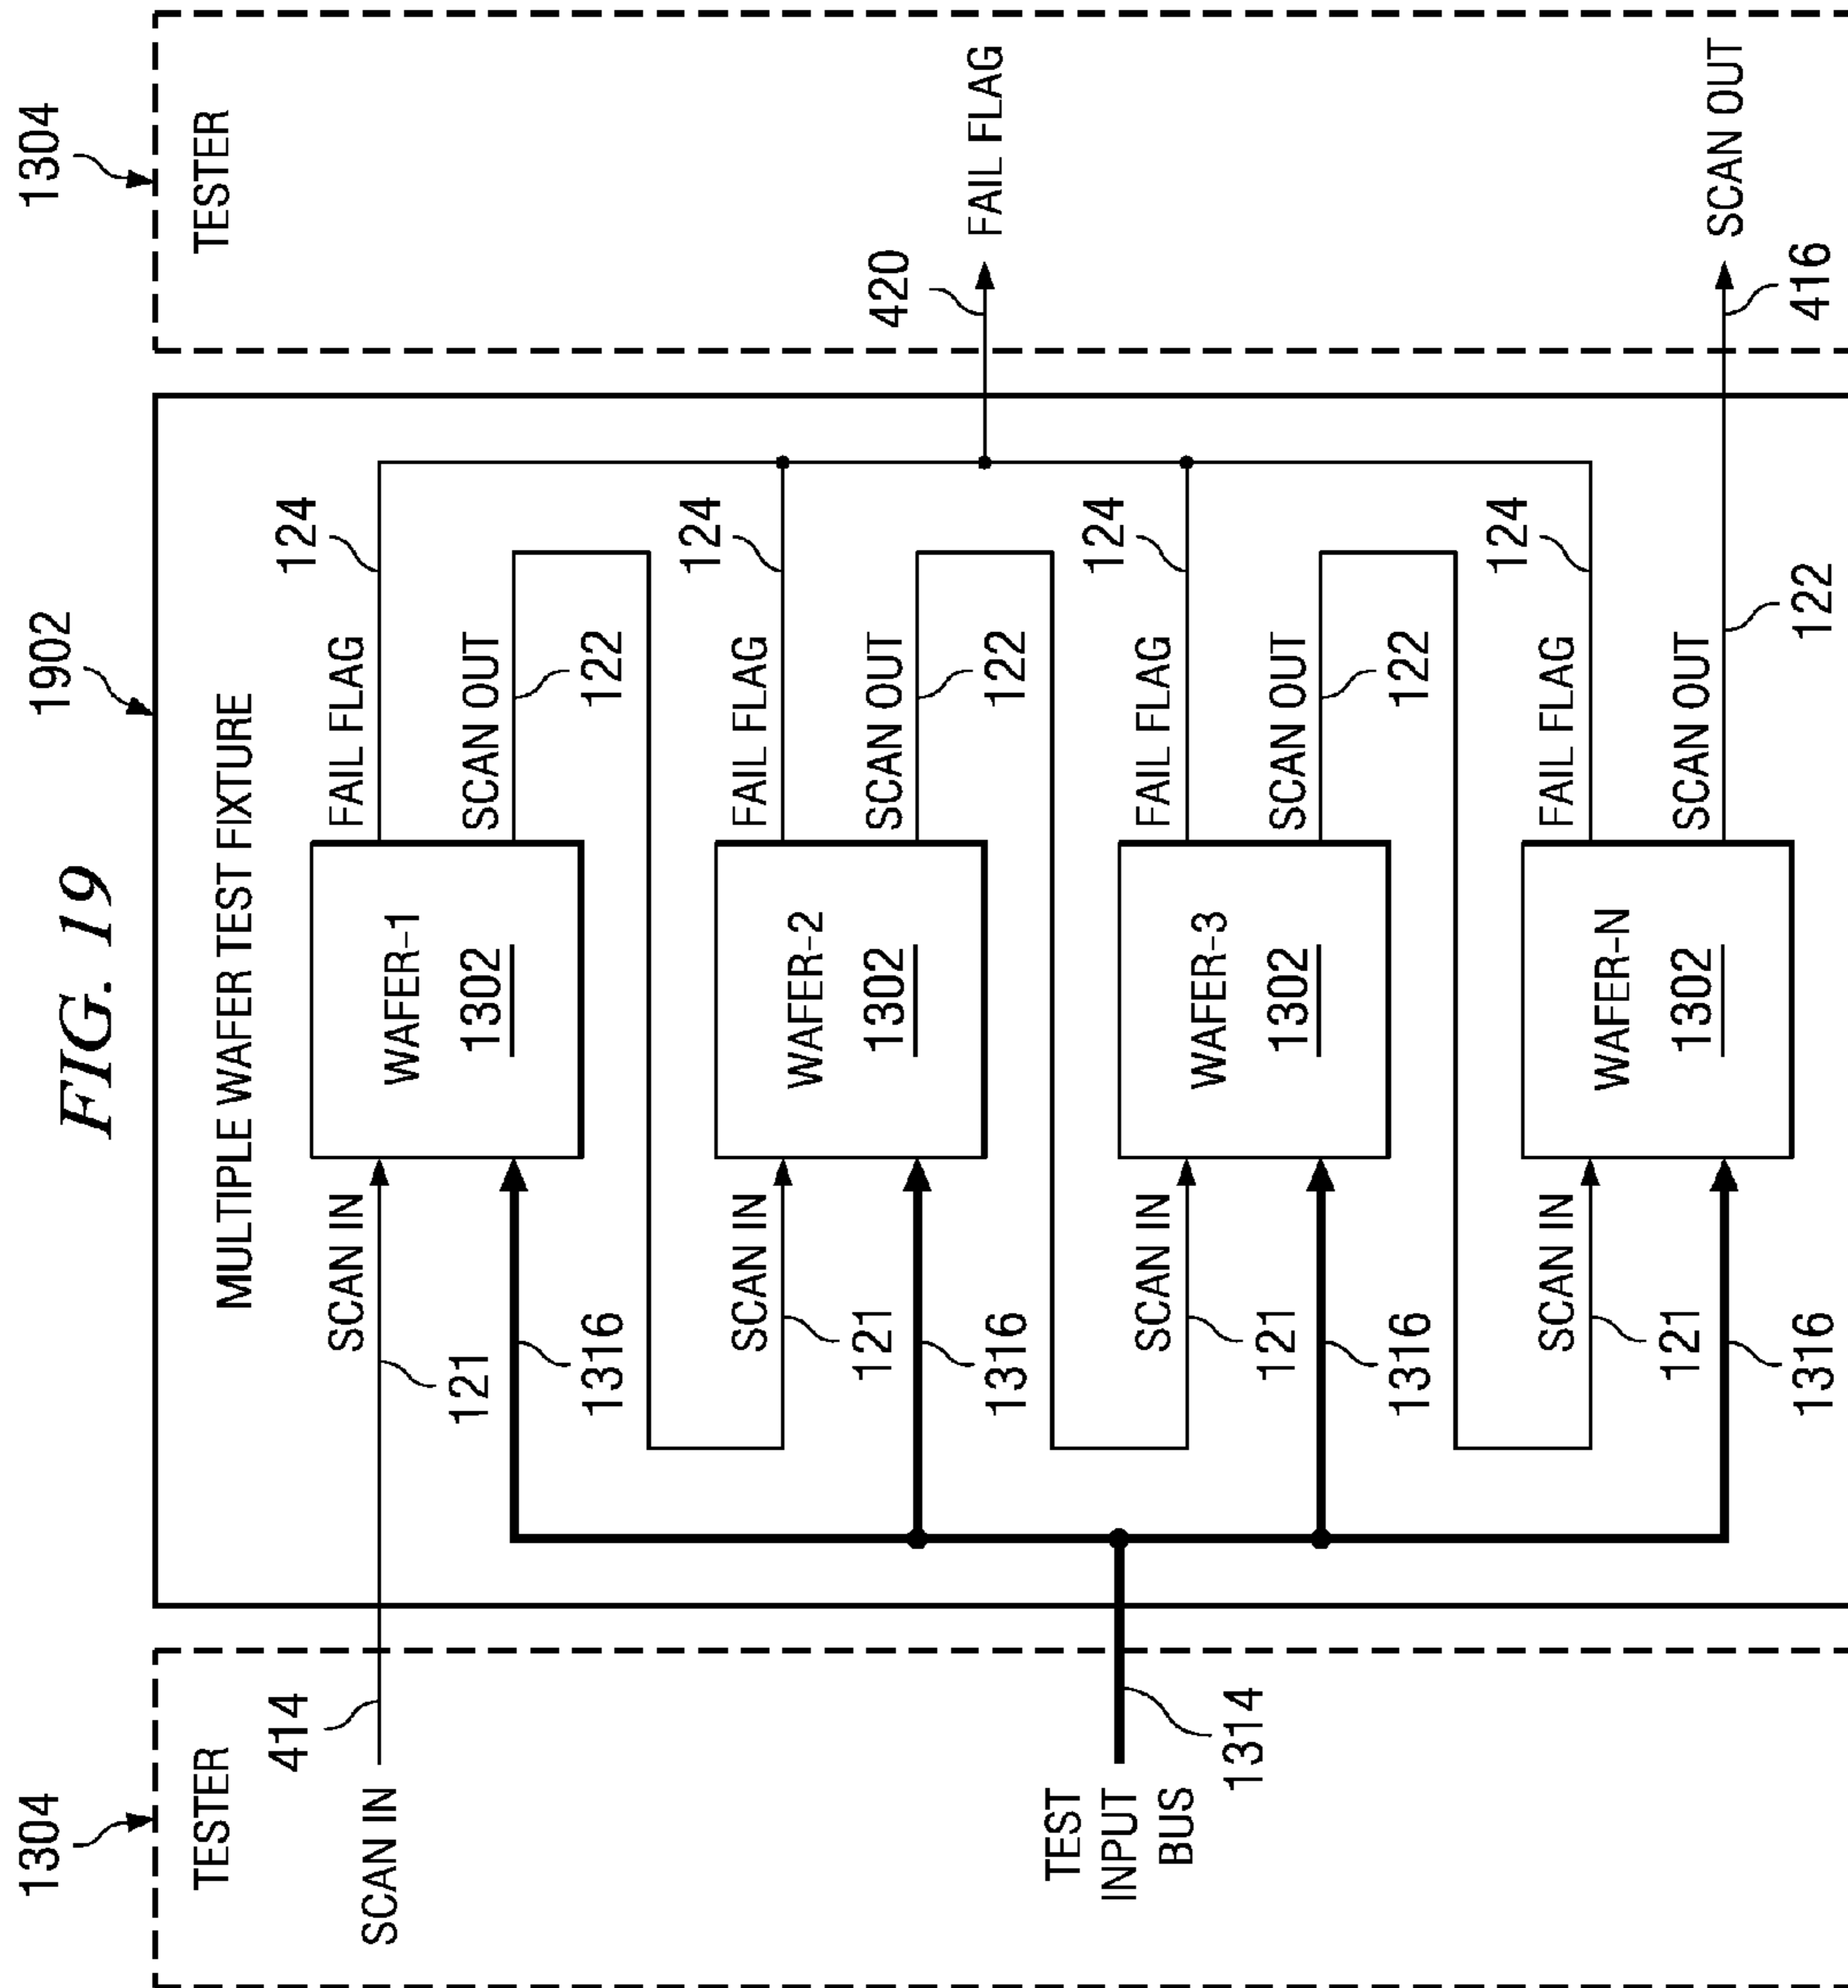 FIG. 19
1304
1902
1304
TESTER
MULTIPLE WAFER TEST FIXTURE
TESTER
414
SCAN IN
121
SCAN IN
WAFER-1
1302
FAIL FLAG
124
SCAN OUT
122
1316
SCAN IN
121
WAFER-2
1302
FAIL FLAG
124
SCAN OUT
122
1316
420
FAIL FLAG
TEST
INPUT
BUS
1314
SCAN IN
121
WAFER-3
1302
FAIL FLAG
124
SCAN OUT
122
1316
SCAN IN
121
WAFER-N
1302
FAIL FLAG
124
SCAN OUT
122
1316
SCAN OUT
416